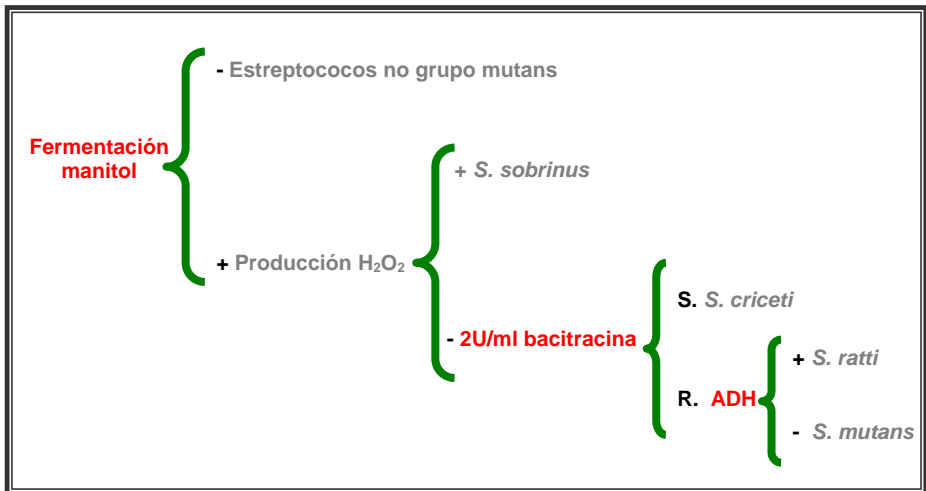 - Estreptococos no grupo mutans
Fermentación
manitol
+ S. sobrinus
+ Producción H₂O₂
S. S. criceti
- 2U/ml bacitracina
+ S. ratti
R. ADH
- S. mutans